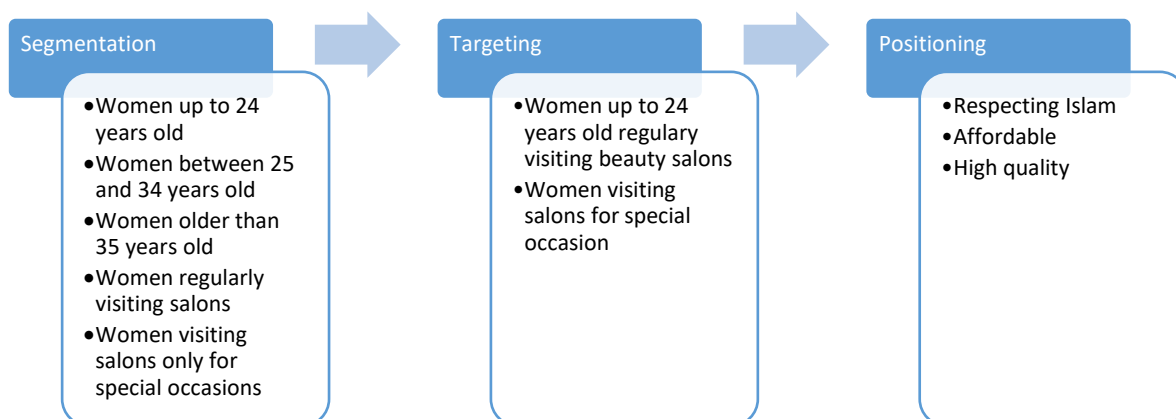 Segmentation
•Women up to 24
years old
•Women between 25
and 34 years old
•Women older than
35 years old
•Women regularly
visiting salons
•Women visiting
salons only for
special occasions
Targeting
•Women up to 24
years old regulary
visiting beauty salons
•Women visiting
salons for special
occasion
Positioning
•Respecting Islam
•Affordable
•High quality